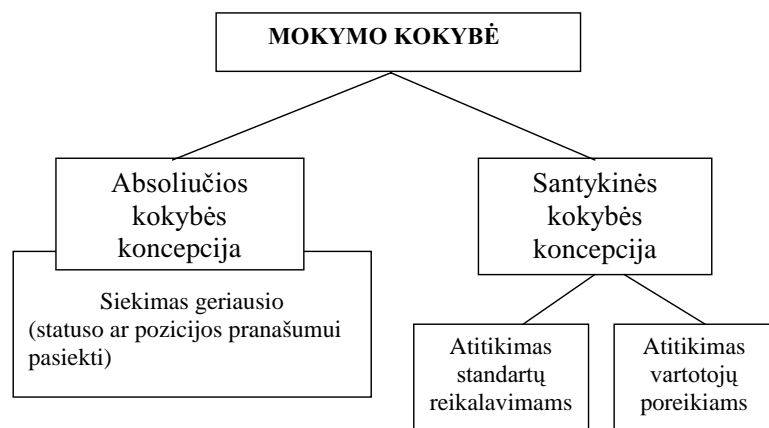 MOKYMO KOKYBĖ
Absoliučios
kokybės
koncepcija
Siekimas geriausio
(statuso ar pozicijos pranašumui
pasiekti)
Santykinės
kokybės
koncepcija
Atitikimas
standartų
reikalavimams
Atitikimas
vartotojų
poreikiams